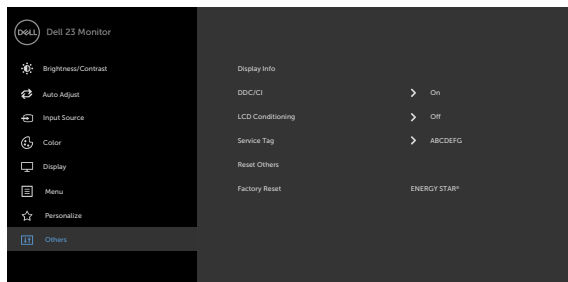 DELL Dell 23 Monitor
Brightness/Contrast
Auto Adjust
Input Source
Color
Display
Menu
Personalize
Others
Display Info
DDC/CI On
LCD Conditioning Off
Service Tag ABCDEFG
Reset Others
Factory Reset ENERGY STAR®